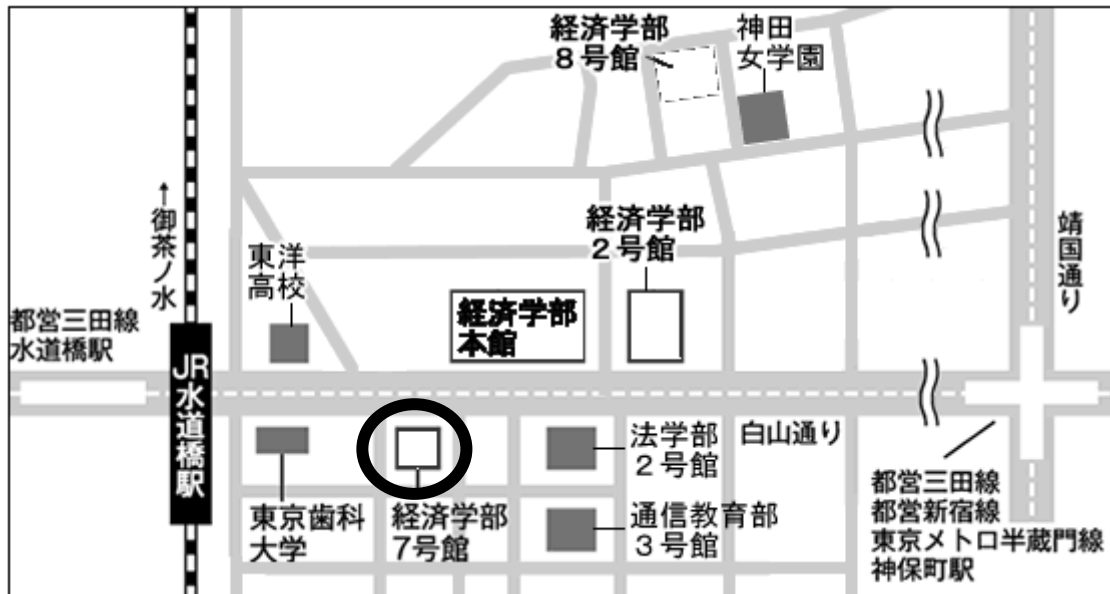 経済学部
8号館
神田
女学園
←御茶ノ水
経済学部
2号館
靖国通り
東洋
高校
都営三田線
水道橋駅
経済学部
本館
JR水道橋駅
法学部
2号館
白山通り
都営三田線
都営新宿線
東京メトロ半蔵門線
神保町駅
東京歯科
大学
経済学部
7号館
通信教育部
3号館